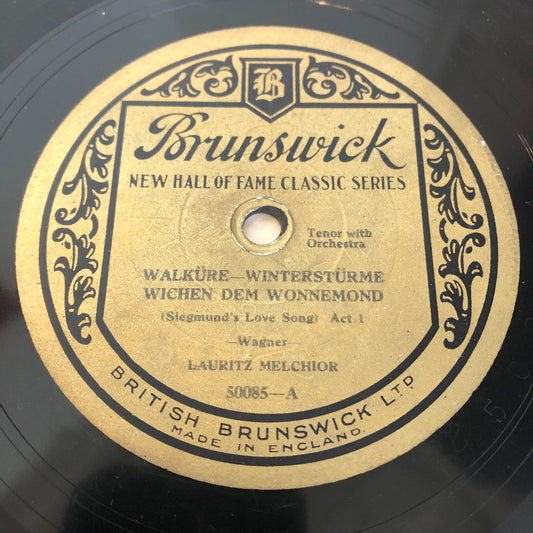 B
Brunswick
NEW HALL OF FAME CLASSIC SERIES
Tenor with
Orchestra
WALKÜRE—WINTERSTÜRME
WICHEN DEM WONNEMOND
(Siegmund's Love Song) Act 1
—Wagner—
LAURITZ MELCHIOR
50085—A
BRITISH BRUNSWICK LTD
MADE IN ENGLAND.